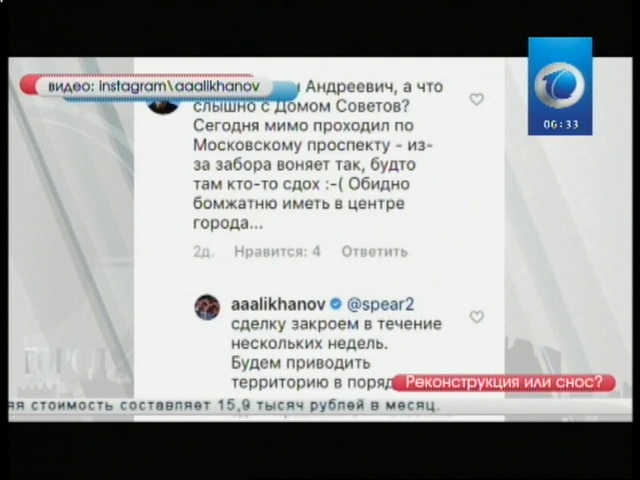 видео: instagram\aaalikhanov
Андреевич, а что
слышно с Домом Советов?
Сегодня мимо проходил по
Московскому проспекту - из-
за забора воняет так, будто
там кто-то сдох :-( Обидно
бомжатню иметь в центре
города...
2д. Нравится: 4 Ответить
aaalikhanov @spear2
сделку закроем в течение
нескольких недель.
Будем приводить
территорию в поряд
06:33
ГОРОД
Реконструкция или снос?
яя стоимость составляет 15,9 тысяч рублей в месяц.